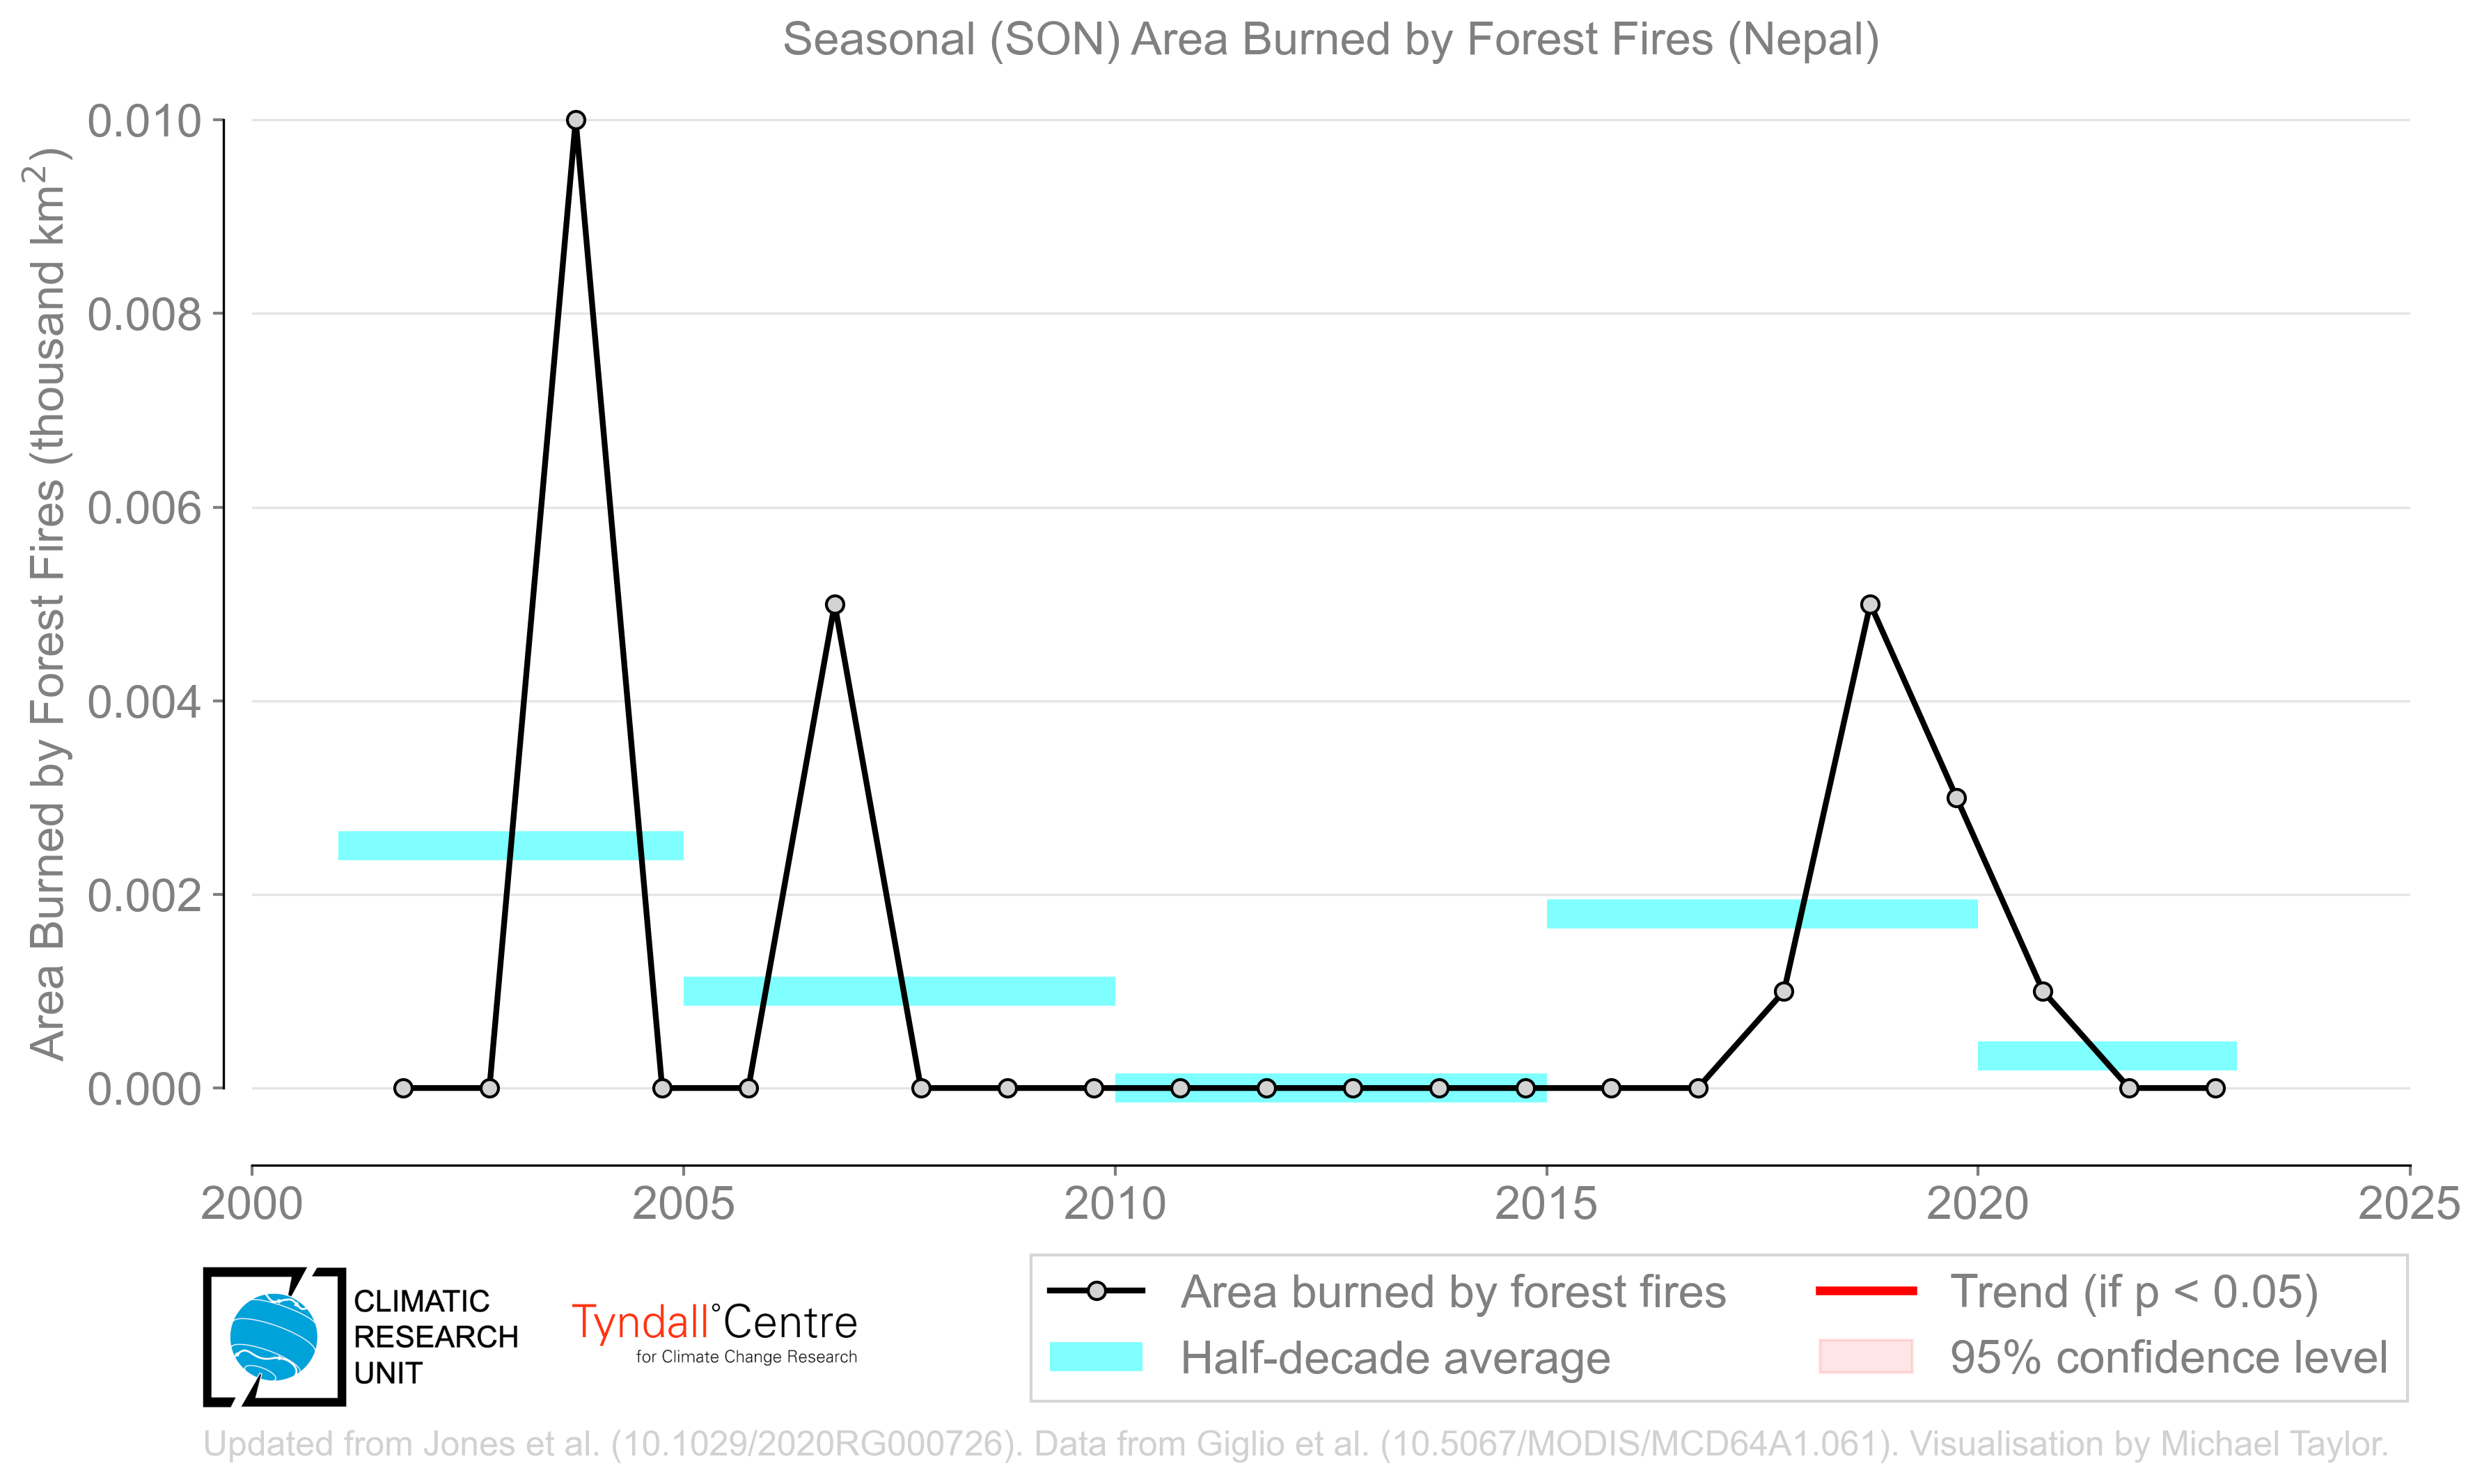 Seasonal (SON) Area Burned by Forest Fires (Nepal)
Area Burned by Forest Fires (thousand km²)
0.010
0.008
0.006
0.004
0.002
0.000
2000 2005 2010 2015 2020 2025
CLIMATIC
RESEARCH
UNIT
Tyndall°Centre
for Climate Change Research
Area burned by forest fires
Half-decade average
Trend (if p < 0.05)
95% confidence level
Updated from Jones et al. (10.1029/2020RG000726). Data from Giglio et al. (10.5067/MODIS/MCD64A1.061). Visualisation by Michael Taylor.